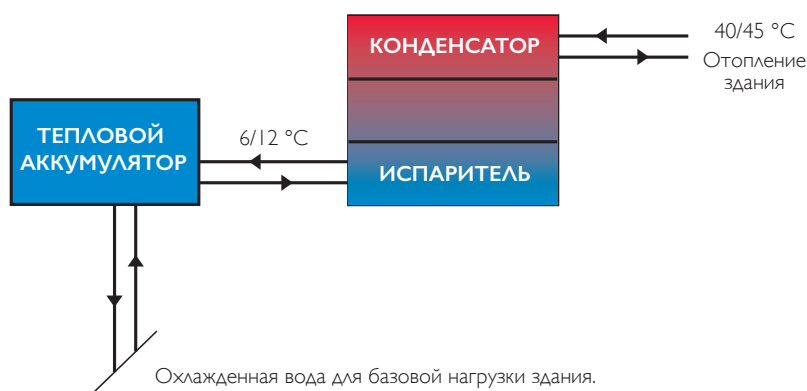 КОНДЕНСАТОР
40/45 °C
Отопление
здания
ТЕПЛОВОЙ
АККУМУЛЯТОР
6/12 °C
ИСПАРИТЕЛЬ
Охлажденная вода для базовой нагрузки здания.